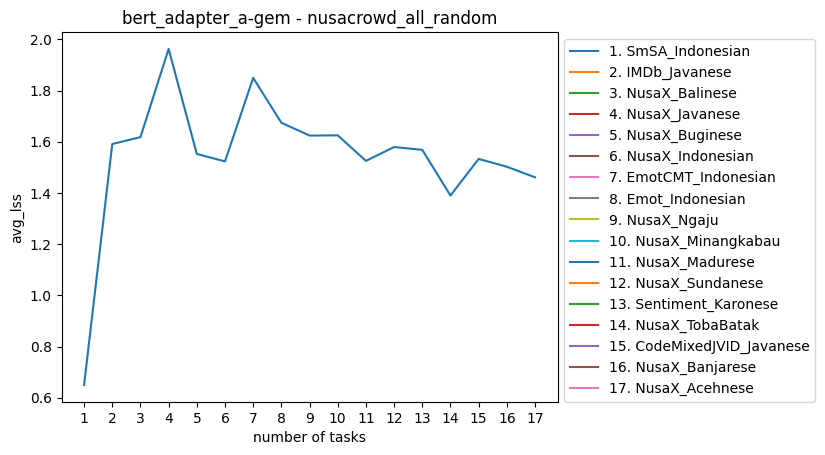 bert_adapter_a-gem - nusacrowd_all_random
2.0
1.8
1.6
1.4
1.2
1.0
0.8
0.6
avg_lss
1 2 3 4 5 6 7 8 9 10 11 12 13 14 15 16 17
number of tasks
1. SmSA_Indonesian
2. IMDb_Javanese
3. NusaX_Balinese
4. NusaX_Javanese
5. NusaX_Buginese
6. NusaX_Indonesian
7. EmotCMT_Indonesian
8. Emot_Indonesian
9. NusaX_Ngaju
10. NusaX_Minangkabau
11. NusaX_Madurese
12. NusaX_Sundanese
13. Sentiment_Karonese
14. NusaX_TobaBatak
15. CodeMixedJVID_Javanese
16. NusaX_Banjarese
17. NusaX_Acehnese